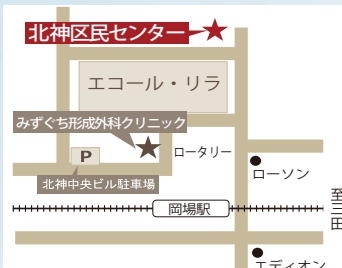 北神区民センター
エコール・リラ
みずぐち形成外科クリニック
P
ロータリー
北神中央ビル駐車場
ローソン
岡場駅
至三田
エディオン